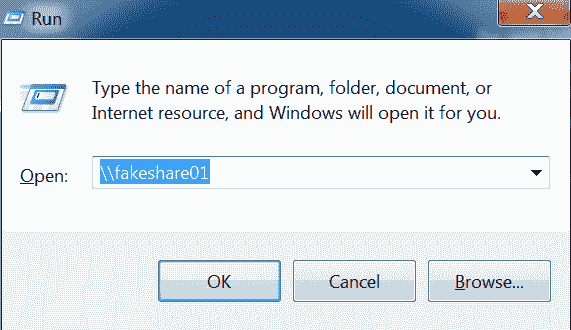 Run
Type the name of a program, folder, document, or
Internet resource, and Windows will open it for you.
Open: \\fakeshare01
OK Cancel Browse...